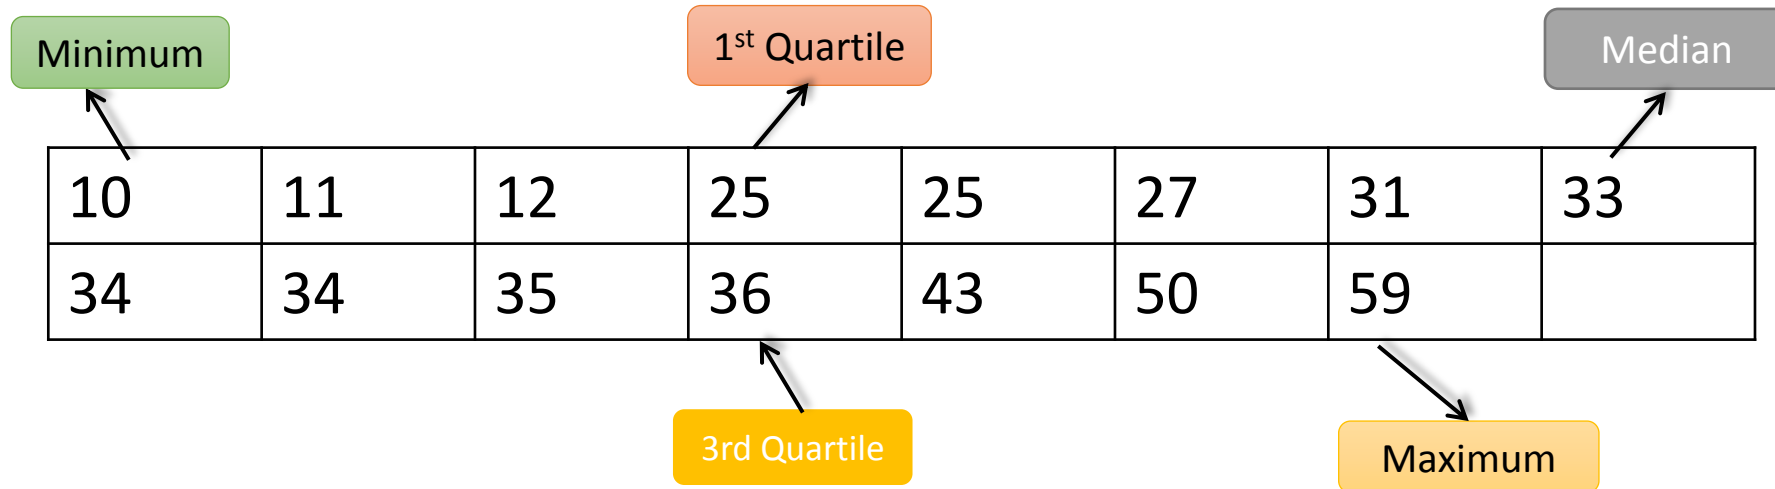 Minimum
1st Quartile
Median
10 11 12 25 25 27 31 33
34 34 35 36 43 50 59
3rd Quartile
Maximum